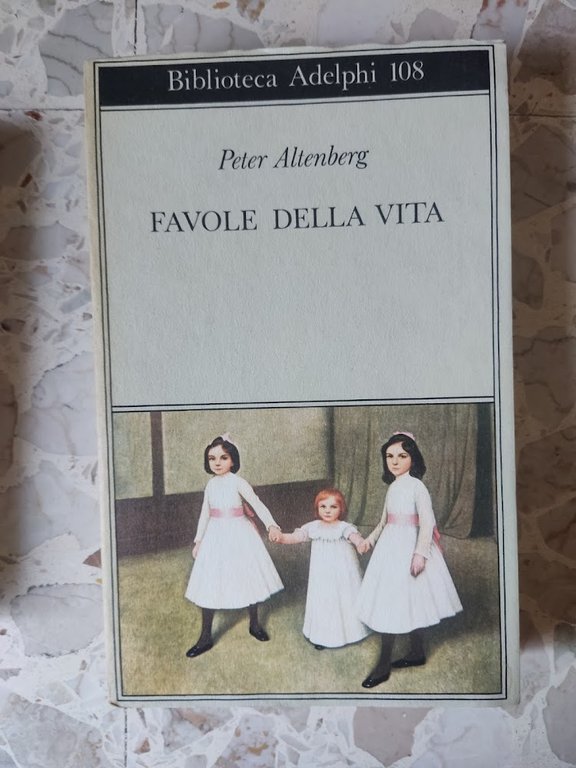 Biblioteca Adelphi 108
Peter Altenberg
FAVOLE DELLA VITA